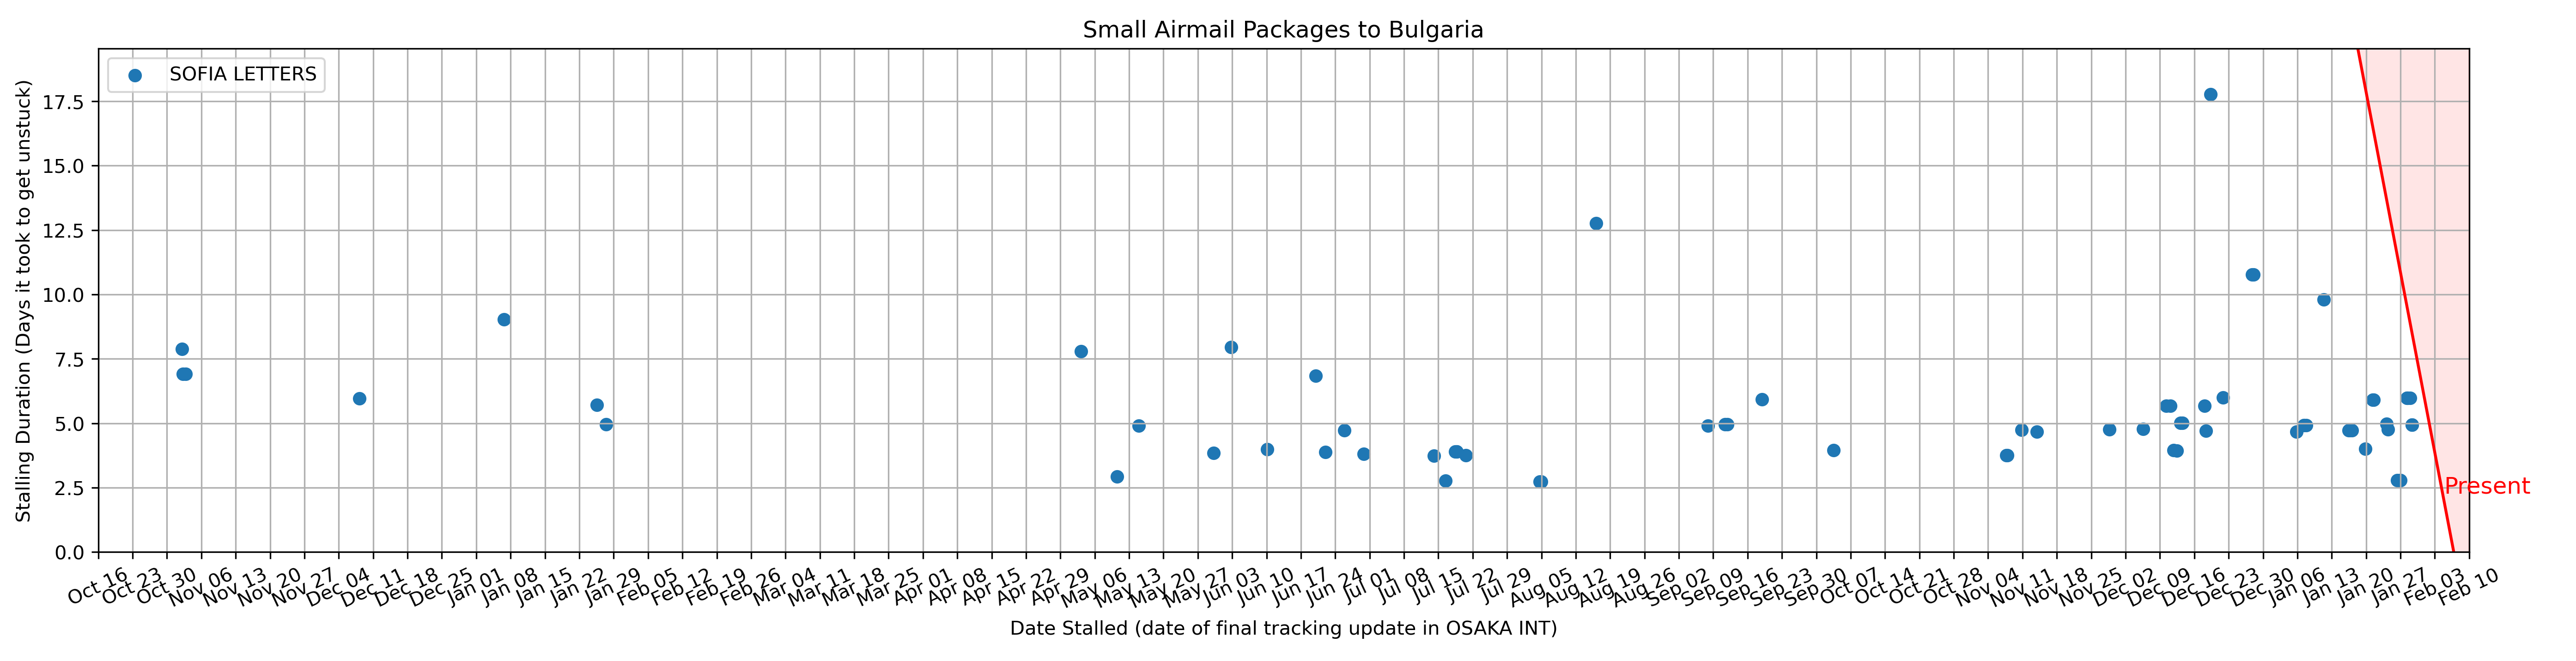 Small Airmail Packages to Bulgaria
SOFIA LETTERS
Stalling Duration (Days it took to get unstuck)
17.5
15.0
12.5
10.0
7.5
5.0
2.5
0.0
Present
Oct 16
Oct 23
Oct 30
Nov 06
Nov 13
Nov 20
Nov 27
Dec 04
Dec 11
Dec 18
Dec 25
Jan 01
Jan 08
Jan 15
Jan 22
Jan 29
Feb 05
Feb 12
Feb 19
Feb 26
Mar 04
Mar 11
Mar 18
Mar 25
Apr 01
Apr 08
Apr 15
Apr 22
Apr 29
May 06
May 13
May 20
May 27
Jun 03
Jun 10
Jun 17
Jun 24
Jul 01
Jul 08
Jul 15
Jul 22
Jul 29
Aug 05
Aug 12
Aug 19
Aug 26
Sep 02
Sep 09
Sep 16
Sep 23
Sep 30
Oct 07
Oct 14
Oct 21
Oct 28
Nov 04
Nov 11
Nov 18
Nov 25
Dec 02
Dec 09
Dec 16
Dec 23
Dec 30
Jan 06
Jan 13
Jan 20
Jan 27
Feb 03
Feb 10
Date Stalled (date of final tracking update in OSAKA INT)